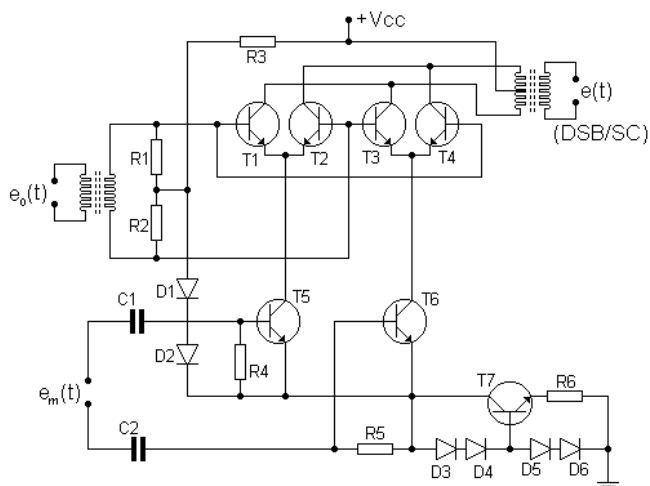 +Vcc
R3
e(t)
(DSB/SC)
T1
T2
T3
T4
R1
R2
eₒ(t)
D1
C1
T5
T6
D2
R4
eₘ(t)
T7
R6
C2
R5
D3
D4
D5
D6